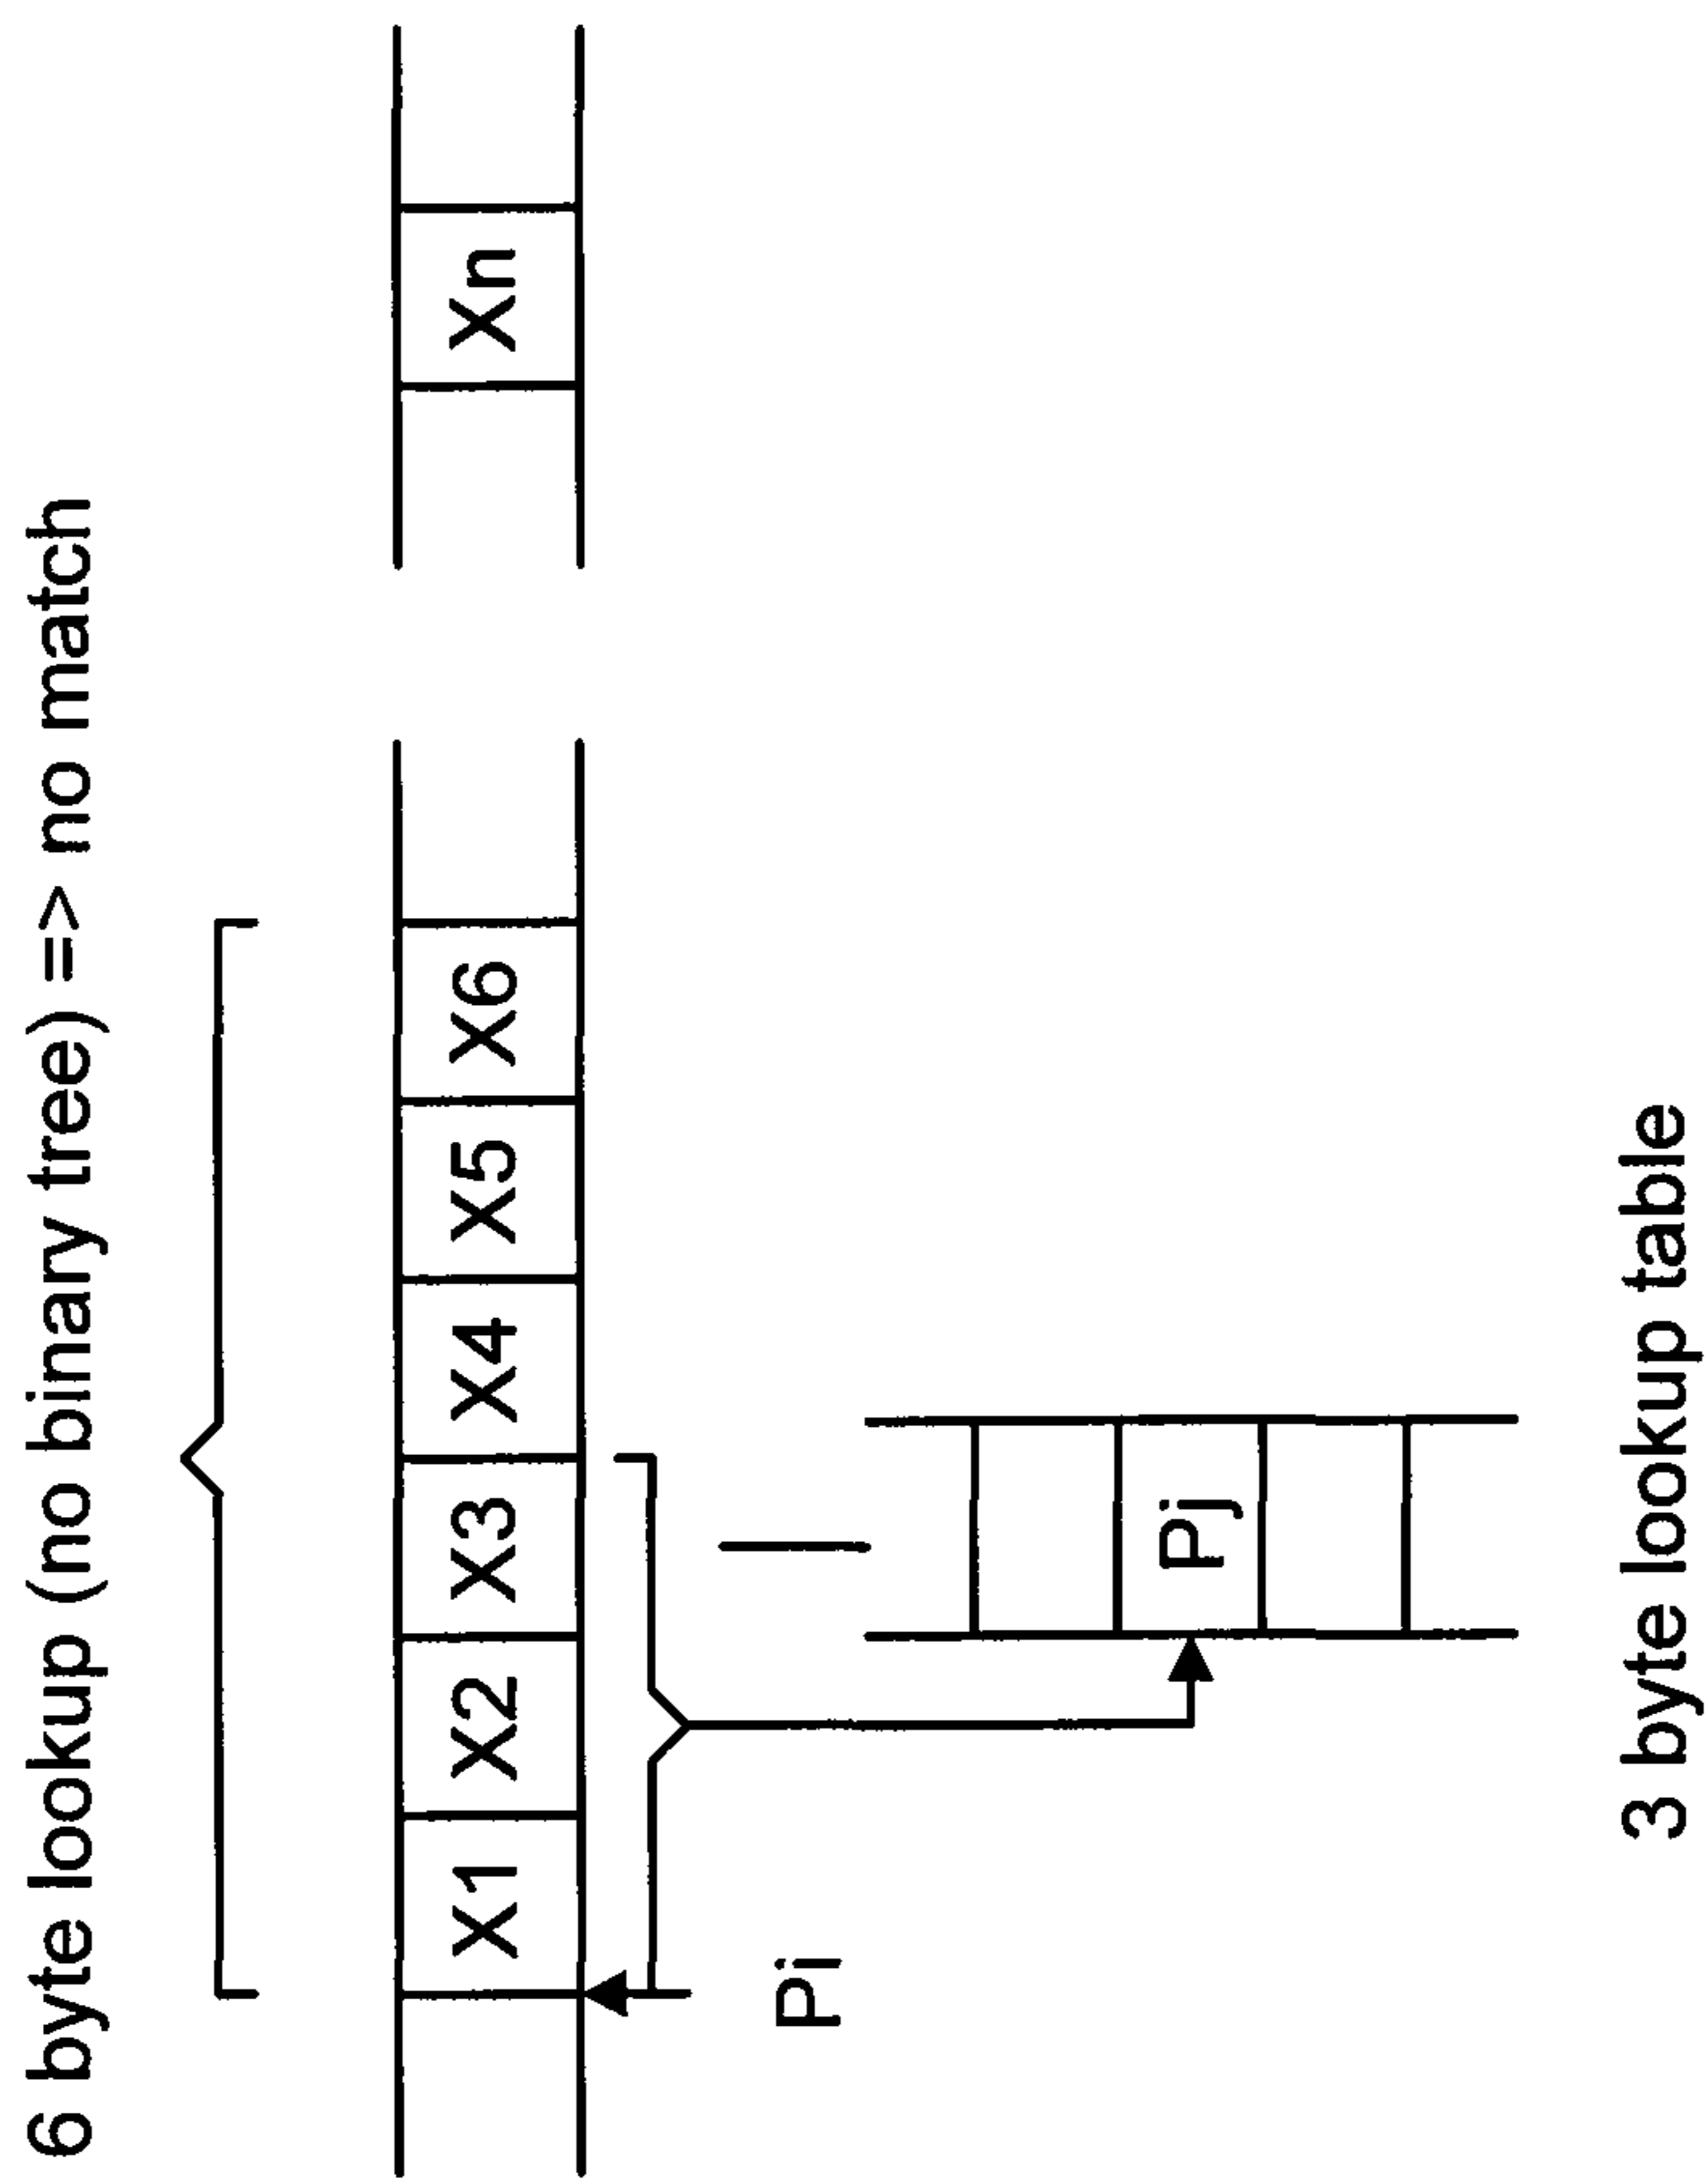 6 byte lookup (no binary tree) => no match
X1 X2 X3 X4 X5 X6 Xn
Pi
Pj
3 byte lookup table